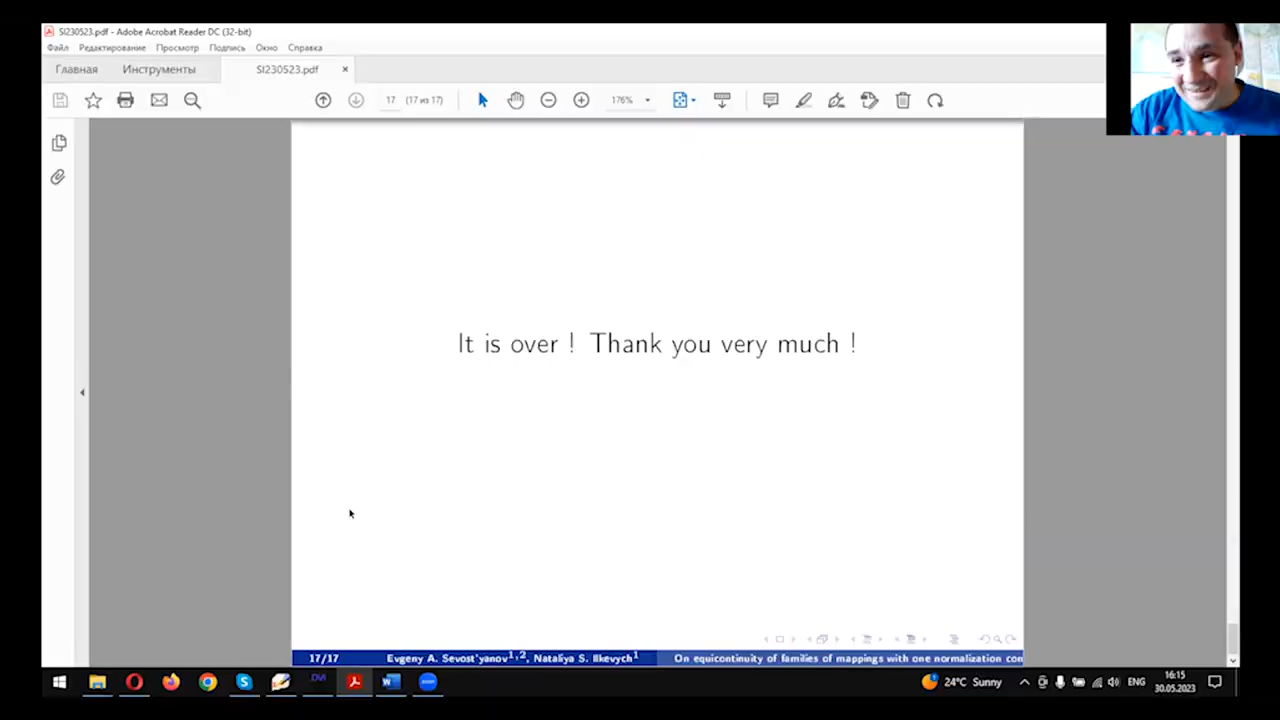 SI230523.pdf - Adobe Acrobat Reader DC (32-bit)
Файл Редактирование Просмотр Подпись Окно Справка
Главная Инструменты SI230523.pdf
17 (17 из 17) 176%
It is over ! Thank you very much !
17/17 Evgeny A. Sevost'yanov1,2, Nataliya S. Ilkevych1 On equicontinuity of families of mappings with one normalization con
DVI
24°C Sunny ENG
16:15
30.05.2023